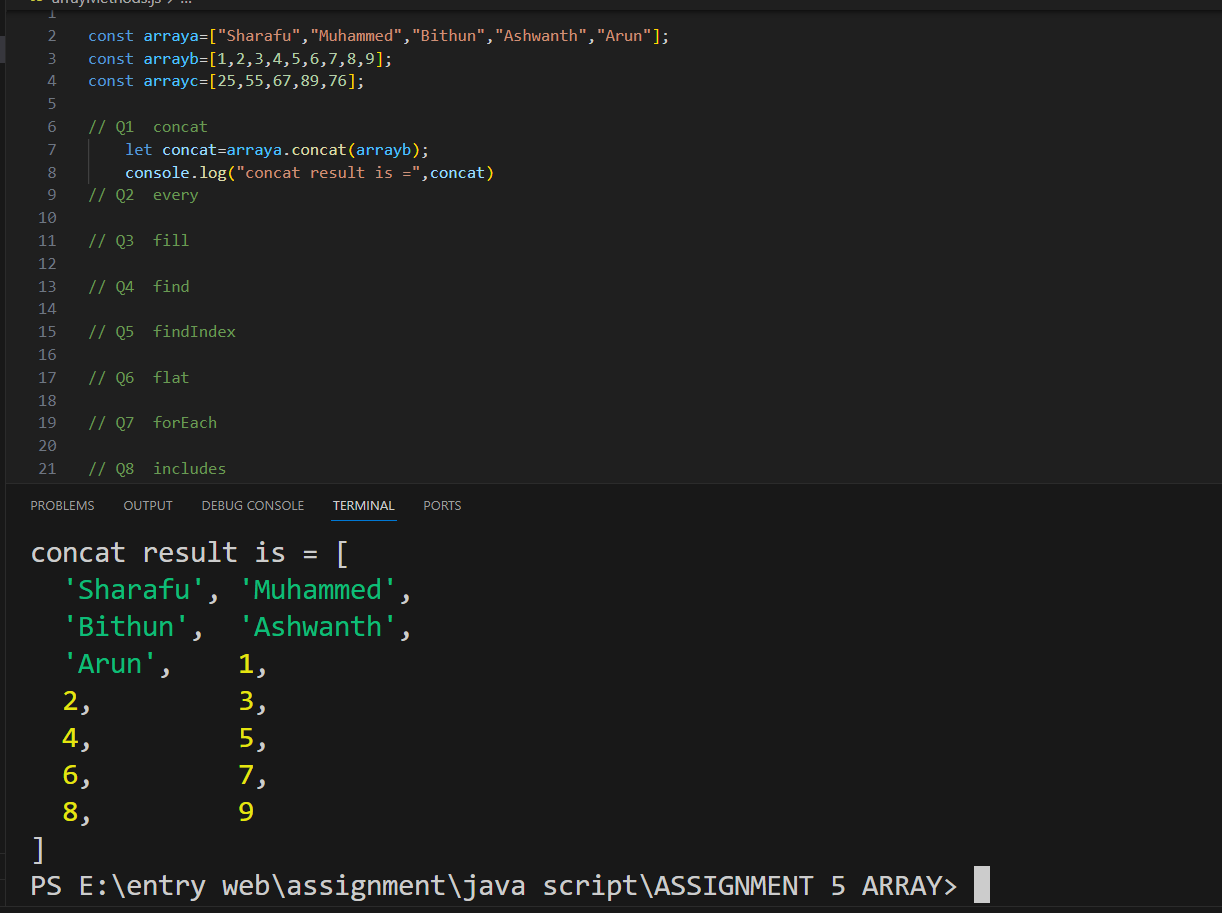 arrayMethods.js > ...
1
2 const arraya=["Sharafu","Muhammed","Bithun","Ashwanth","Arun"];
3 const arrayb=[1,2,3,4,5,6,7,8,9];
4 const arrayc=[25,55,67,89,76];
5
6 // Q1  concat
7     let concat=arraya.concat(arrayb);
8     console.log("concat result is =",concat)
9 // Q2  every
10
11 // Q3  fill
12
13 // Q4  find
14
15 // Q5  findIndex
16
17 // Q6  flat
18
19 // Q7  forEach
20
21 // Q8  includes
PROBLEMS OUTPUT DEBUG CONSOLE TERMINAL PORTS
concat result is = [
  'Sharafu', 'Muhammed',
  'Bithun',  'Ashwanth',
  'Arun',    1,
  2,         3,
  4,         5,
  6,         7,
  8,         9
]
PS E:\entry web\assignment\java script\ASSIGNMENT 5 ARRAY>